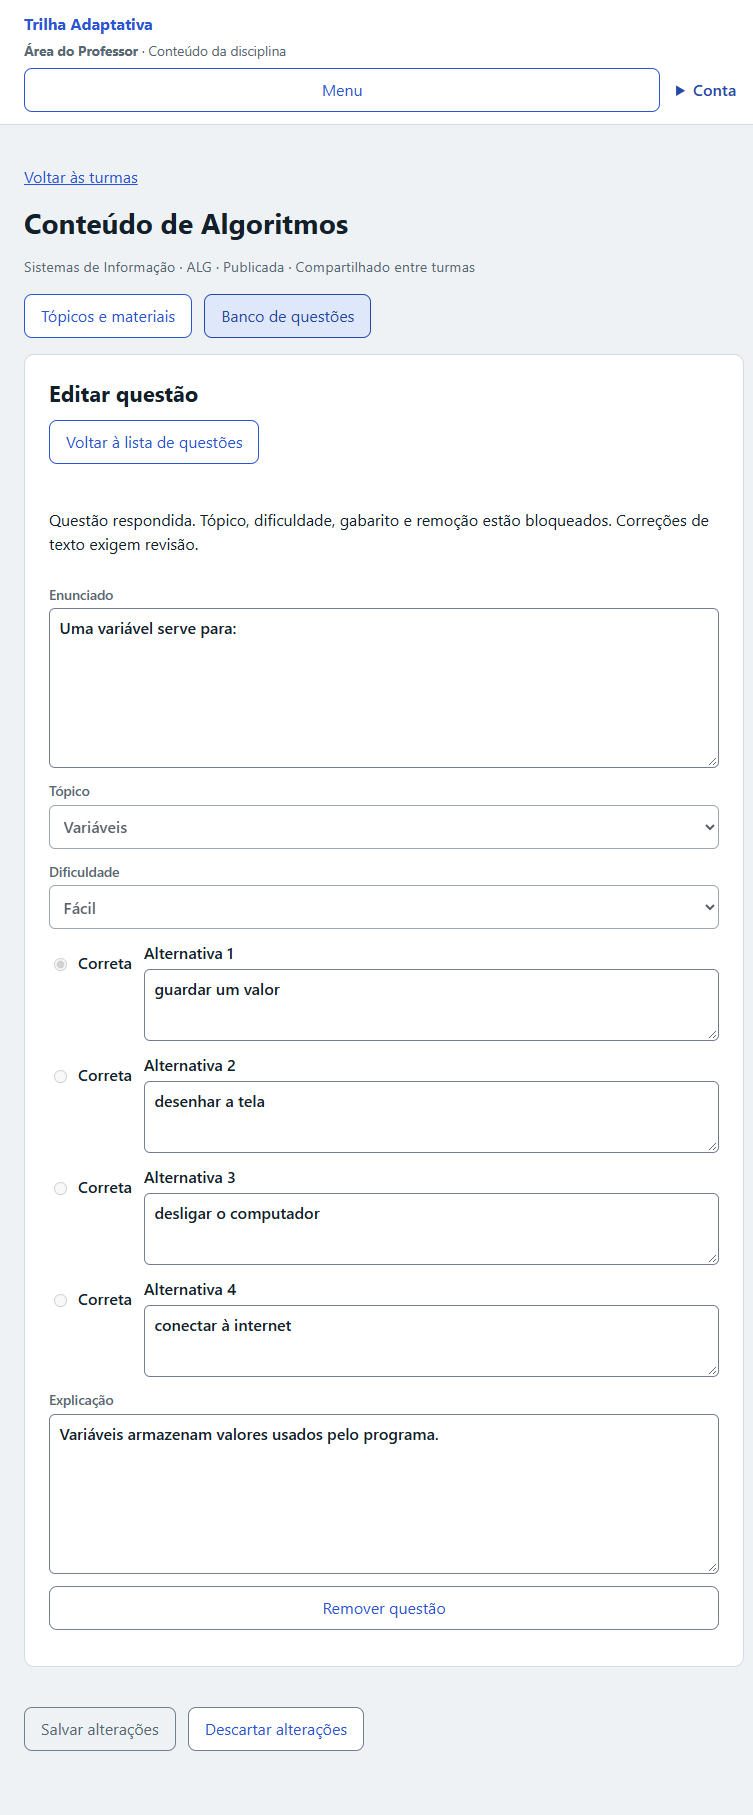 Trilha Adaptativa
Área do Professor · Conteúdo da disciplina
Menu
Conta
Voltar às turmas
Conteúdo de Algoritmos
Sistemas de Informação · ALG · Publicada · Compartilhado entre turmas
Tópicos e materiais
Banco de questões
Editar questão
Voltar à lista de questões
Questão respondida. Tópico, dificuldade, gabarito e remoção estão bloqueados. Correções de
texto exigem revisão.
Enunciado
Uma variável serve para:
Tópico
Variáveis
Dificuldade
Fácil
Correta
Alternativa 1
guardar um valor
Correta
Alternativa 2
desenhar a tela
Correta
Alternativa 3
desligar o computador
Correta
Alternativa 4
conectar à internet
Explicação
Variáveis armazenam valores usados pelo programa.
Remover questão
Salvar alterações
Descartar alterações